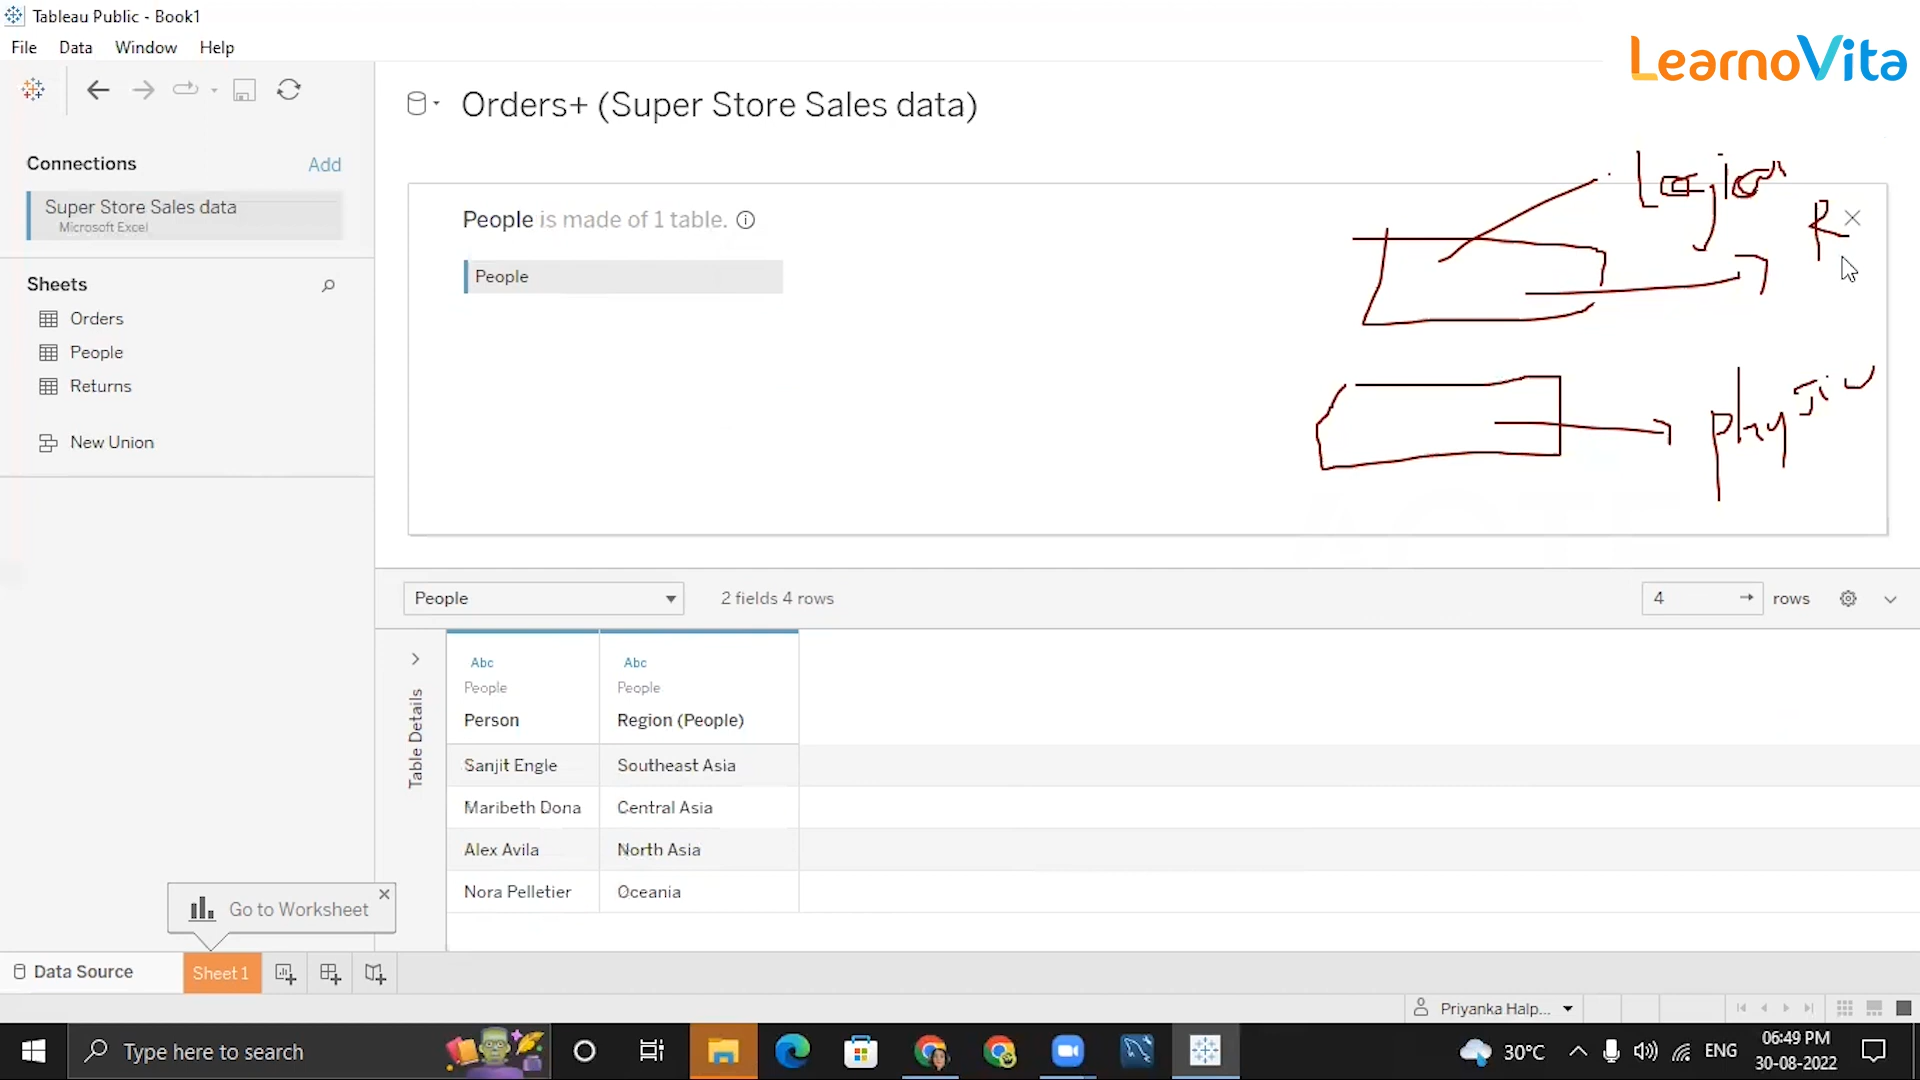 Tableau Public - Book1
File Data Window Help
LearnoVita
Orders+ (Super Store Sales data)
Connections Add
Super Store Sales data
Microsoft Excel
Sheets
Orders
People
Returns
New Union
People is made of 1 table.
People
R
People 2 fields 4 rows 4 → rows
Table Details
Abc Abc
People People
Person Region (People)
Sanjit Engle Southeast Asia
Maribeth Dona Central Asia
Alex Avila North Asia
Nora Pelletier Oceania
Go to Worksheet
Data Source Sheet 1
Priyanka Halp...
Type here to search
30°C ENG
06:49 PM
30-08-2022